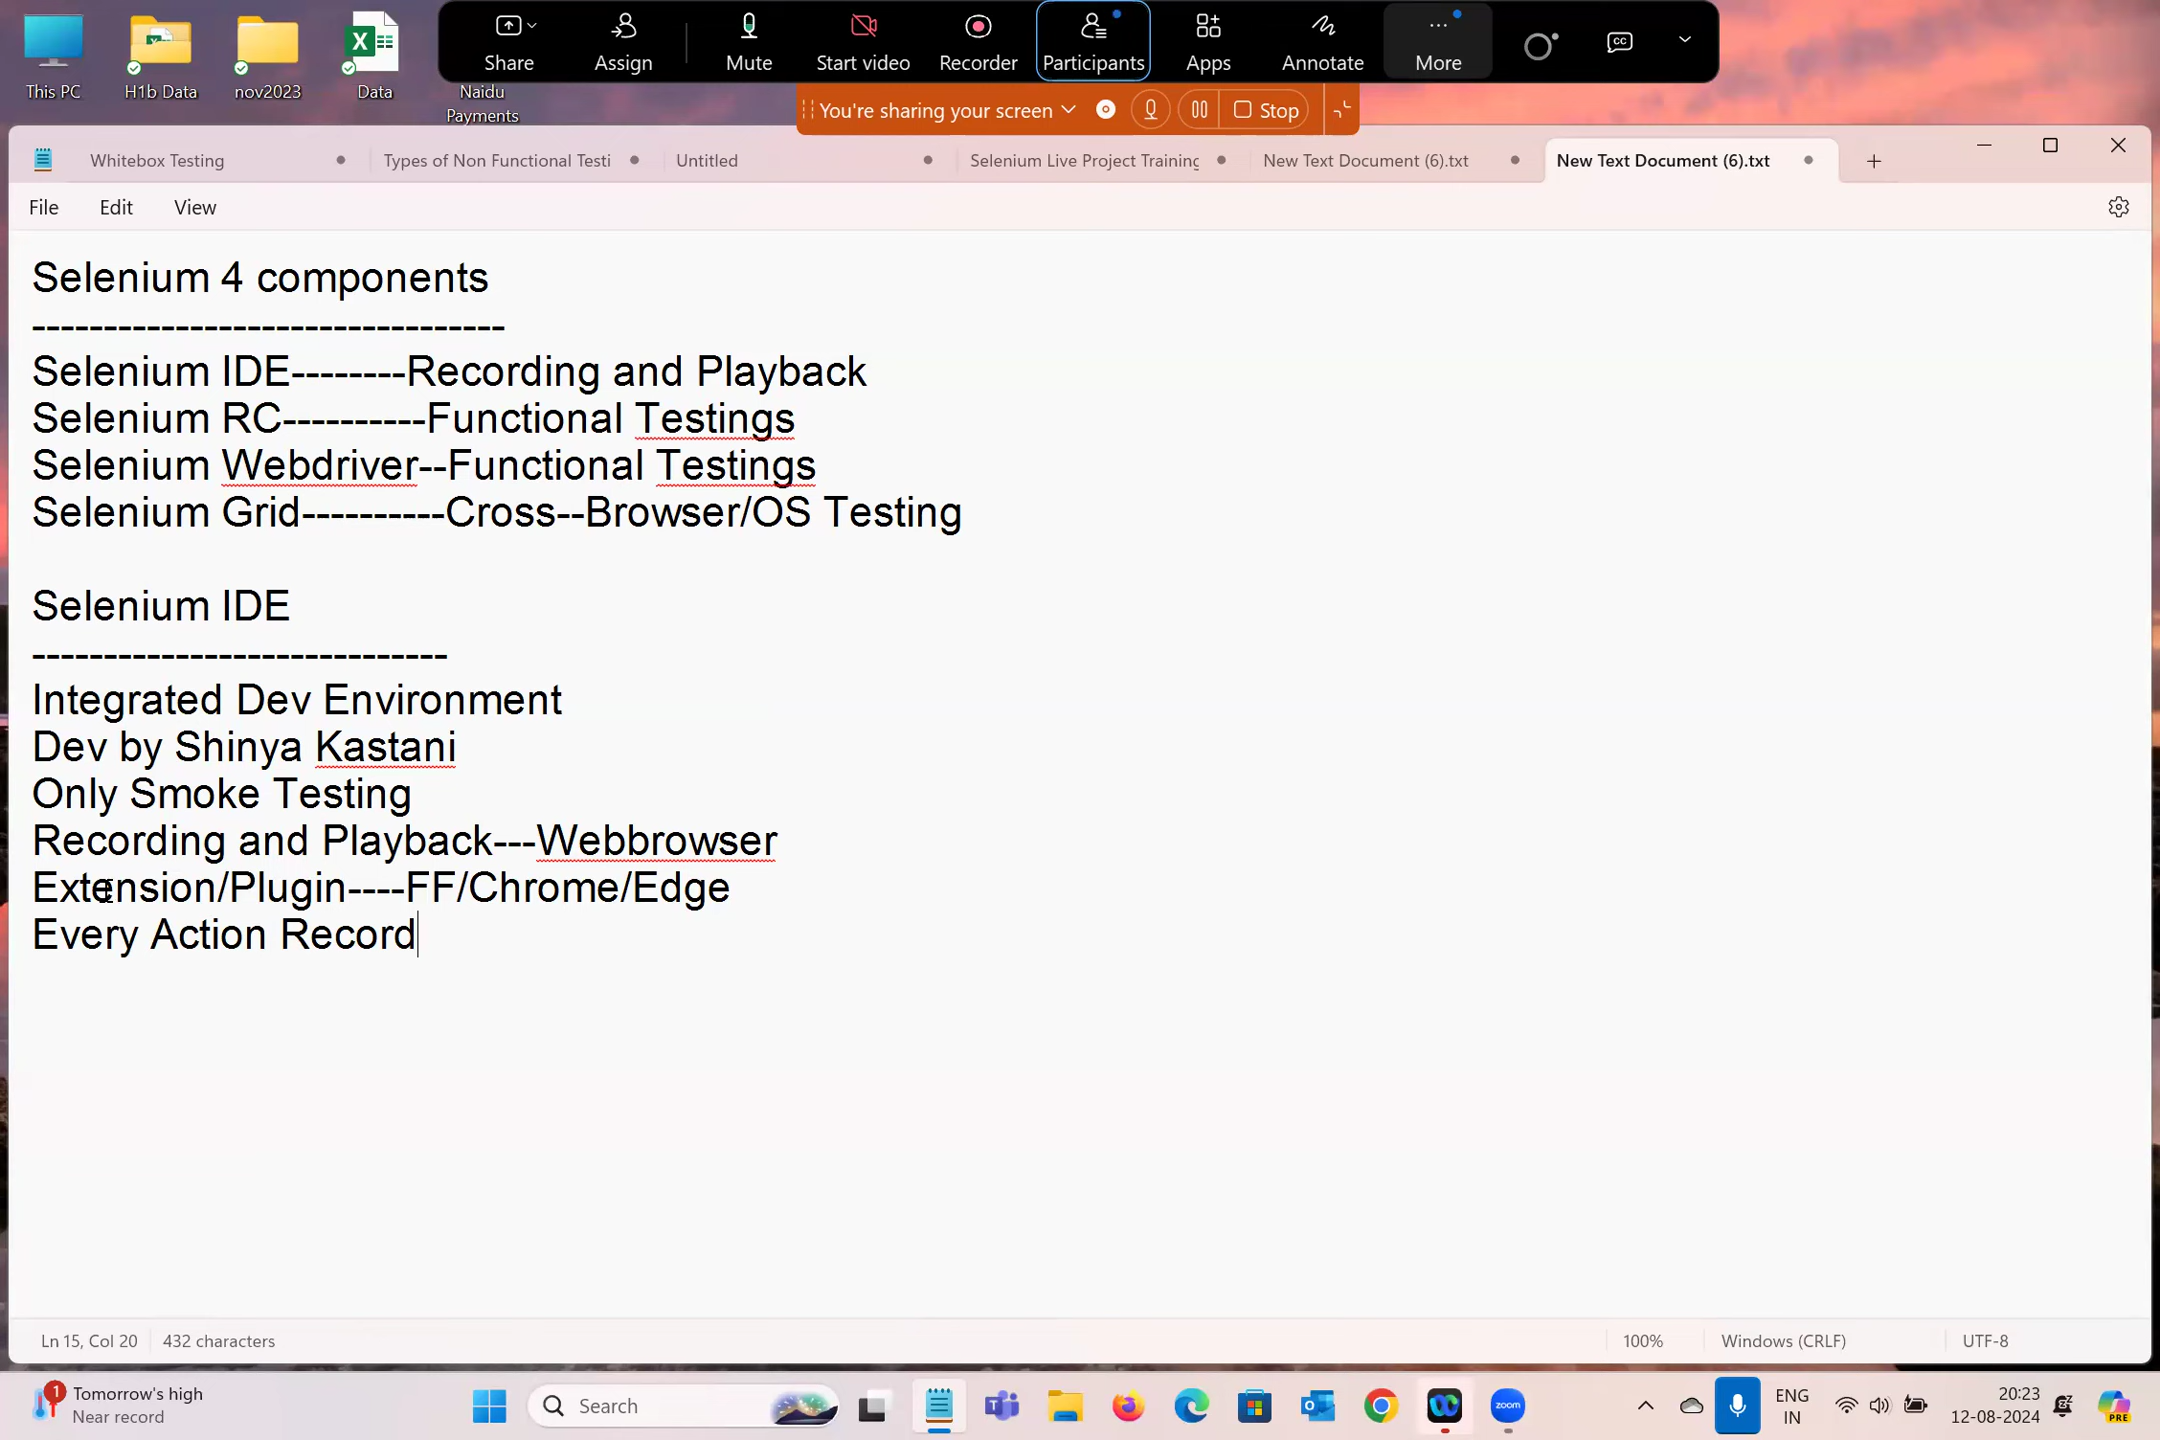 This PC
H1b Data
nov2023
Data
Naidu
Payments
Share
Assign
Mute
Start video
Recorder
Participants
Apps
Annotate
More
CC
You're sharing your screen
Stop
Whitebox Testing
Types of Non Functional Testi
Untitled
Selenium Live Project Training
New Text Document (6).txt
New Text Document (6).txt
File
Edit
View
Selenium 4 components
---------------------------------
Selenium IDE--------Recording and Playback
Selenium RC----------Functional Testings
Selenium Webdriver--Functional Testings
Selenium Grid----------Cross--Browser/OS Testing
Selenium IDE
-----------------------------
Integrated Dev Environment
Dev by Shinya Kastani
Only Smoke Testing
Recording and Playback---Webbrowser
Extension/Plugin----FF/Chrome/Edge
Every Action Record
Ln 15, Col 20
432 characters
100%
Windows (CRLF)
UTF-8
1
Tomorrow's high
Near record
Search
zoom
ENG
IN
20:23
12-08-2024
PRE